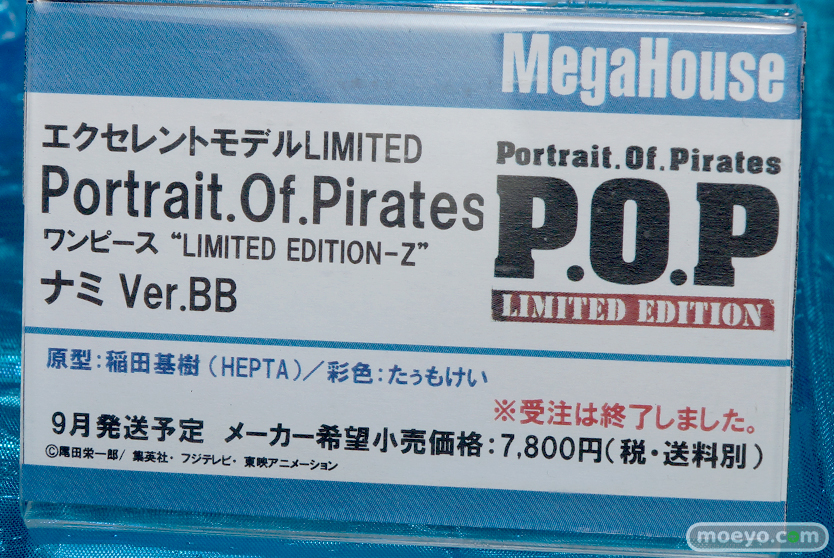 MegaHouse
エクセレントモデルLIMITED
Portrait.Of.Pirates
ワンピース “LIMITED EDITION-Z”
ナミ Ver.BB
Portrait.Of.Pirates
P.O.P
LIMITED EDITION
原型:稲田基樹(HEPTA)/彩色:たぅもけい
※受注は終了しました。
9月発送予定 メーカー希望小売価格:7,800円(税・送料別)
©尾田栄一郎/ 集英社・フジテレビ・東映アニメーション
moeyo.com